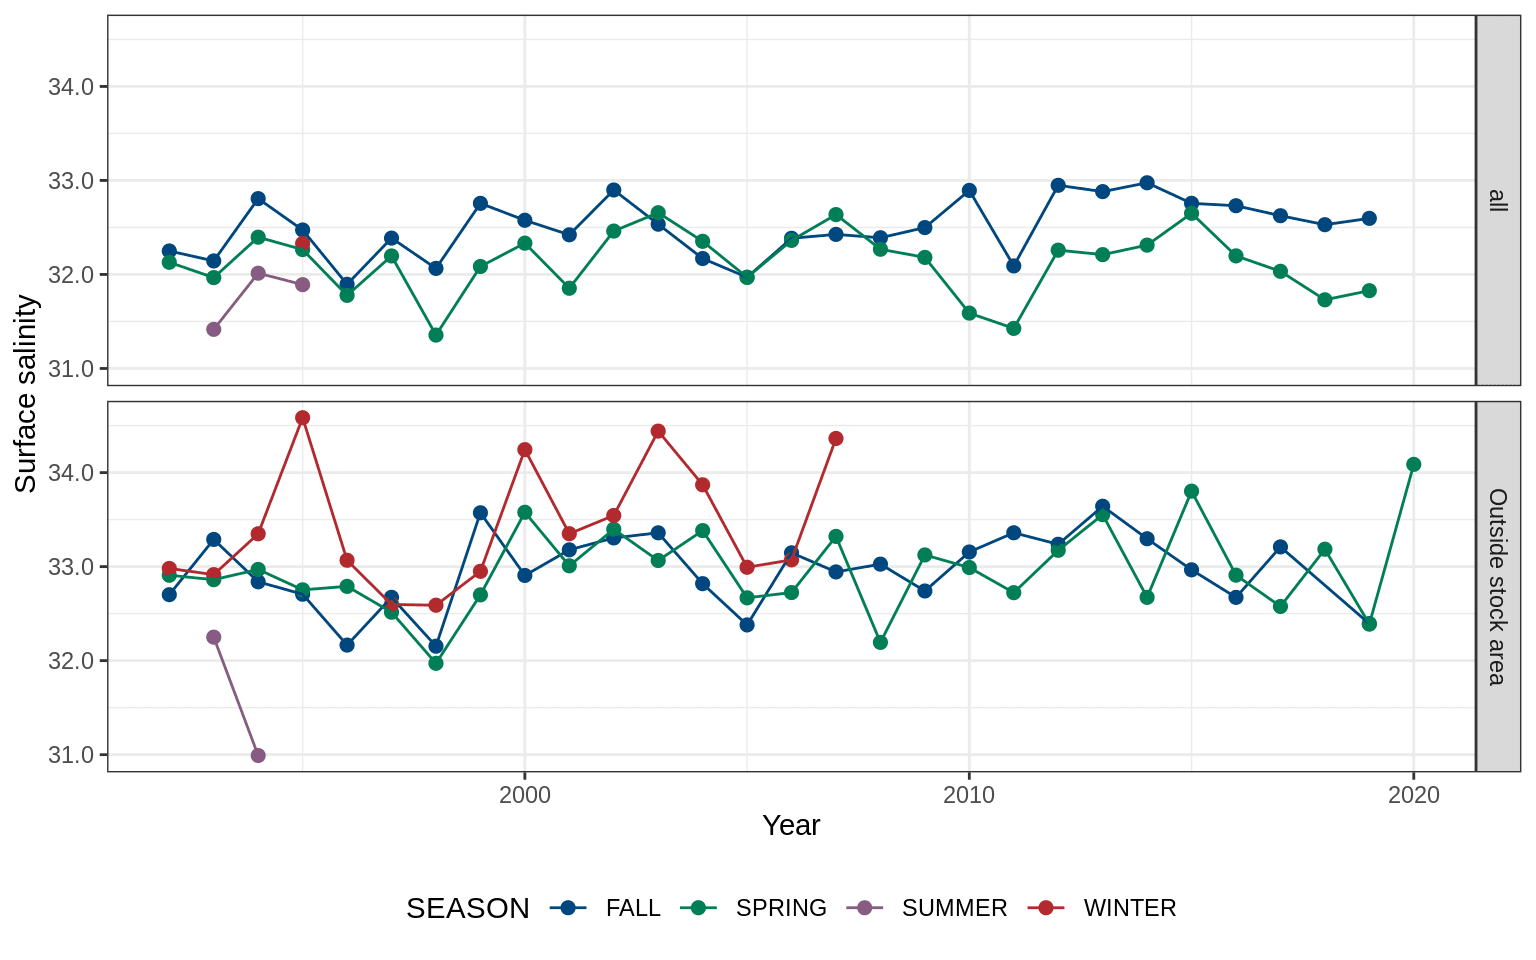 Surface salinity
34.0
33.0
32.0
31.0
all
34.0
33.0
32.0
31.0
Outside stock area
2000 2010 2020
Year
SEASON FALL SPRING SUMMER WINTER